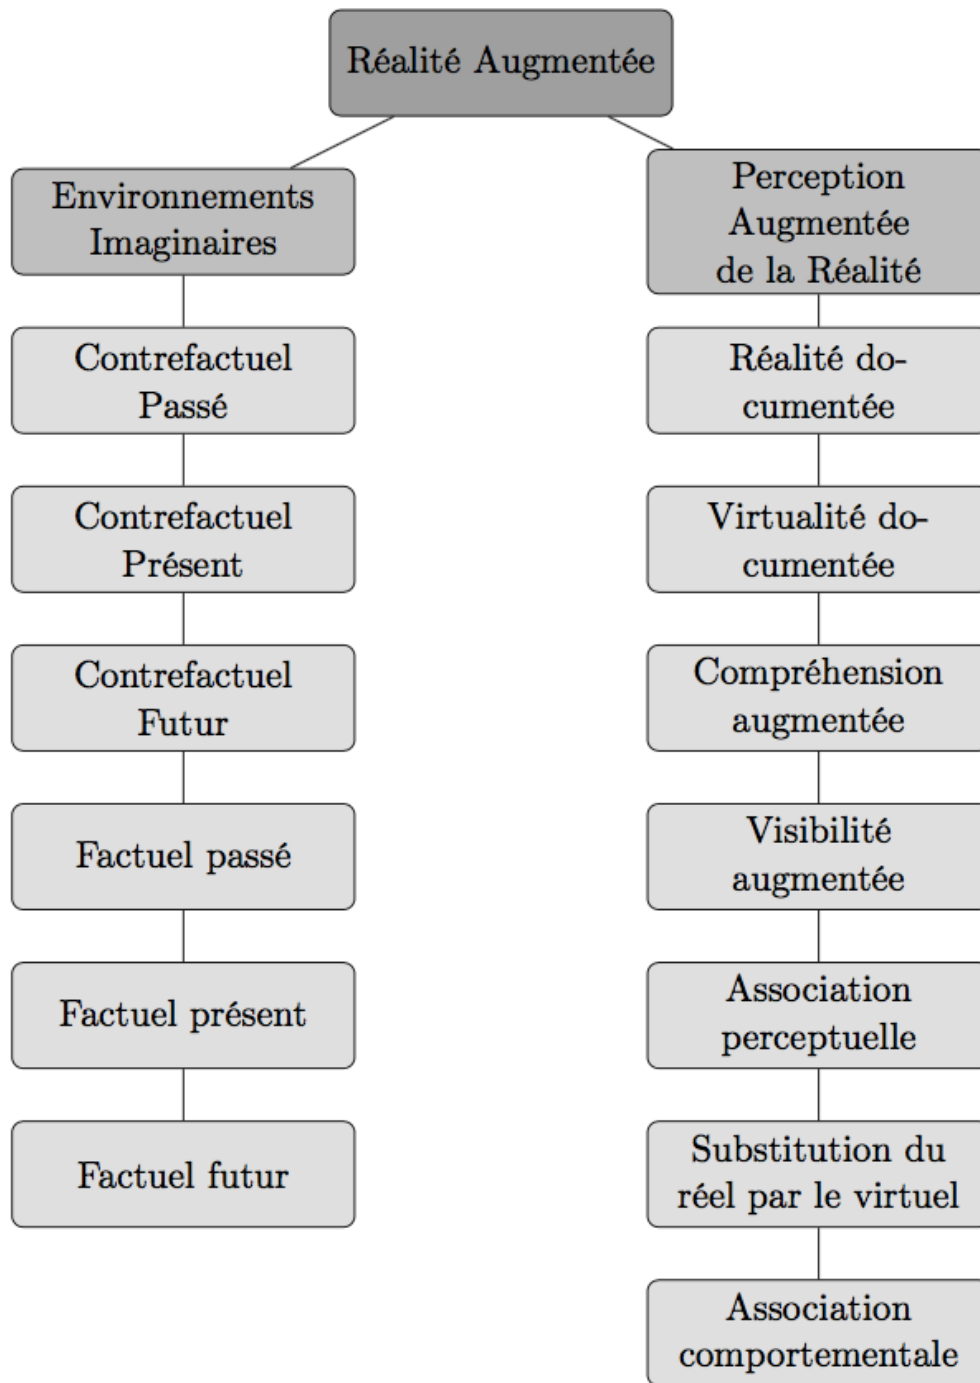 Réalité Augmentée
Environnements
Imaginaires
Contrefactuel
Passé
Contrefactuel
Présent
Contrefactuel
Futur
Factuel passé
Factuel présent
Factuel futur
Perception
Augmentée
de la Réalité
Réalité do-
cumentée
Virtualité do-
cumentée
Compréhension
augmentée
Visibilité
augmentée
Association
perceptuelle
Substitution du
réel par le virtuel
Association
comportementale